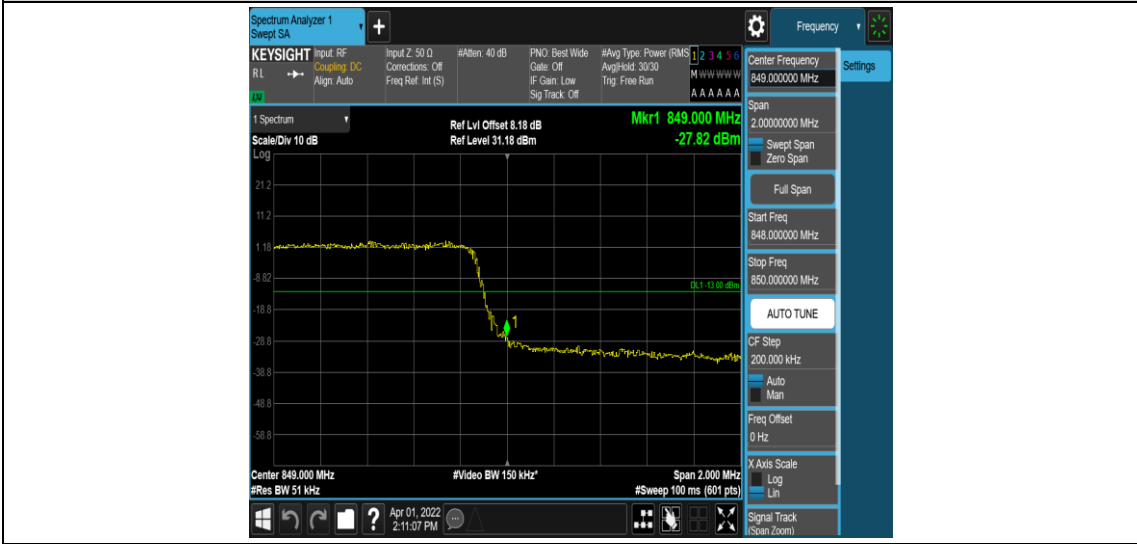 Spectrum Analyzer 1
Swept SA
+
Frequency
KEYSIGHT
RL
Input: RF
Coupling: DC
Align: Auto
Input Z: 50 Ω
Corrections: Off
Freq Ref: Int (S)
#Atten: 40 dB
PNO: Best Wide
Gate: Off
IF Gain: Low
Sig Track: Off
#Avg Type: Power (RMS
Avg|Hold: 30/30
Trig: Free Run
1 2 3 4 5 6
M W W W W W
A A A A A A
1 Spectrum
Scale/Div 10 dB
Log
Ref Lvl Offset 8.18 dB
Ref Level 31.18 dBm
Mkr1 849.000 MHz
-27.82 dBm
21.2
11.2
1.18
-8.82
DL1 -13.00 dBm
-18.8
1
-28.8
-38.8
-48.8
-58.8
Center 849.000 MHz
#Res BW 51 kHz
#Video BW 150 kHz*
Span 2.000 MHz
#Sweep 100 ms (601 pts)
?
Apr 01, 2022
2:11:07 PM
Center Frequency
849.000000 MHz
Settings
Span
2.00000000 MHz
Swept Span
Zero Span
Full Span
Start Freq
848.000000 MHz
Stop Freq
850.000000 MHz
AUTO TUNE
CF Step
200.000 kHz
Auto
Man
Freq Offset
0 Hz
X Axis Scale
Log
Lin
Signal Track
(Span Zoom)